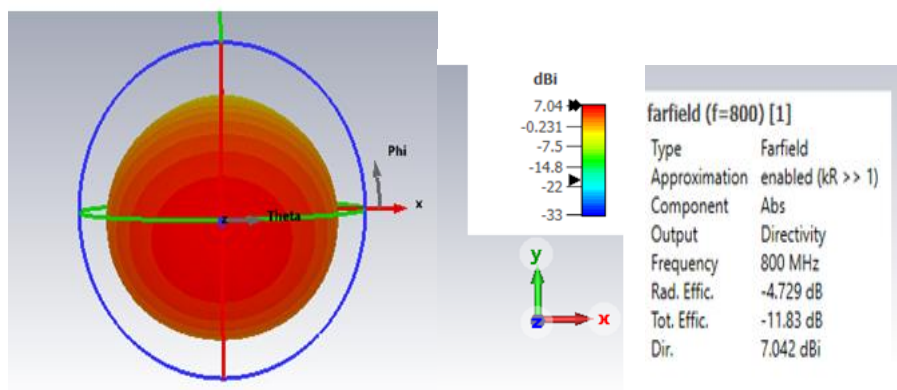 Phi
x
z
Theta
dBi
7.04
-0.231
-7.5
-14.8
-22
-33
y
z
x
farfield (f=800) [1]
Type Farfield
Approximation enabled (kR >> 1)
Component Abs
Output Directivity
Frequency 800 MHz
Rad. Effic. -4.729 dB
Tot. Effic. -11.83 dB
Dir. 7.042 dBi